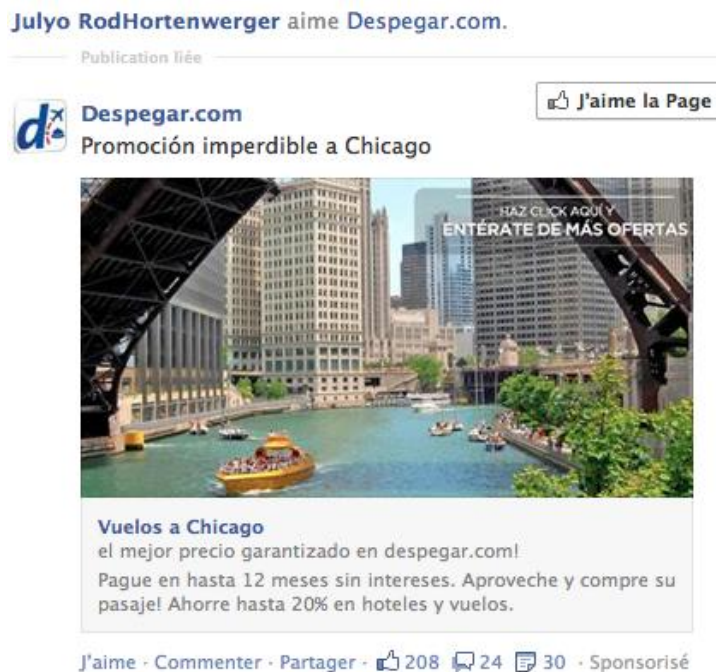 Julyo RodHortenwerger aime Despegar.com.
Publication liée
J'aime la Page
Despegar.com
Promoción imperdible a Chicago
HAZ CLICK AQUÍ Y
ENTÉRATE DE MÁS OFERTAS
Vuelos a Chicago
el mejor precio garantizado en despegar.com!
Pague en hasta 12 meses sin intereses. Aproveche y compre su
pasaje! Ahorre hasta 20% en hoteles y vuelos.
J'aime · Commenter · Partager · 208 24 30 · Sponsorisé